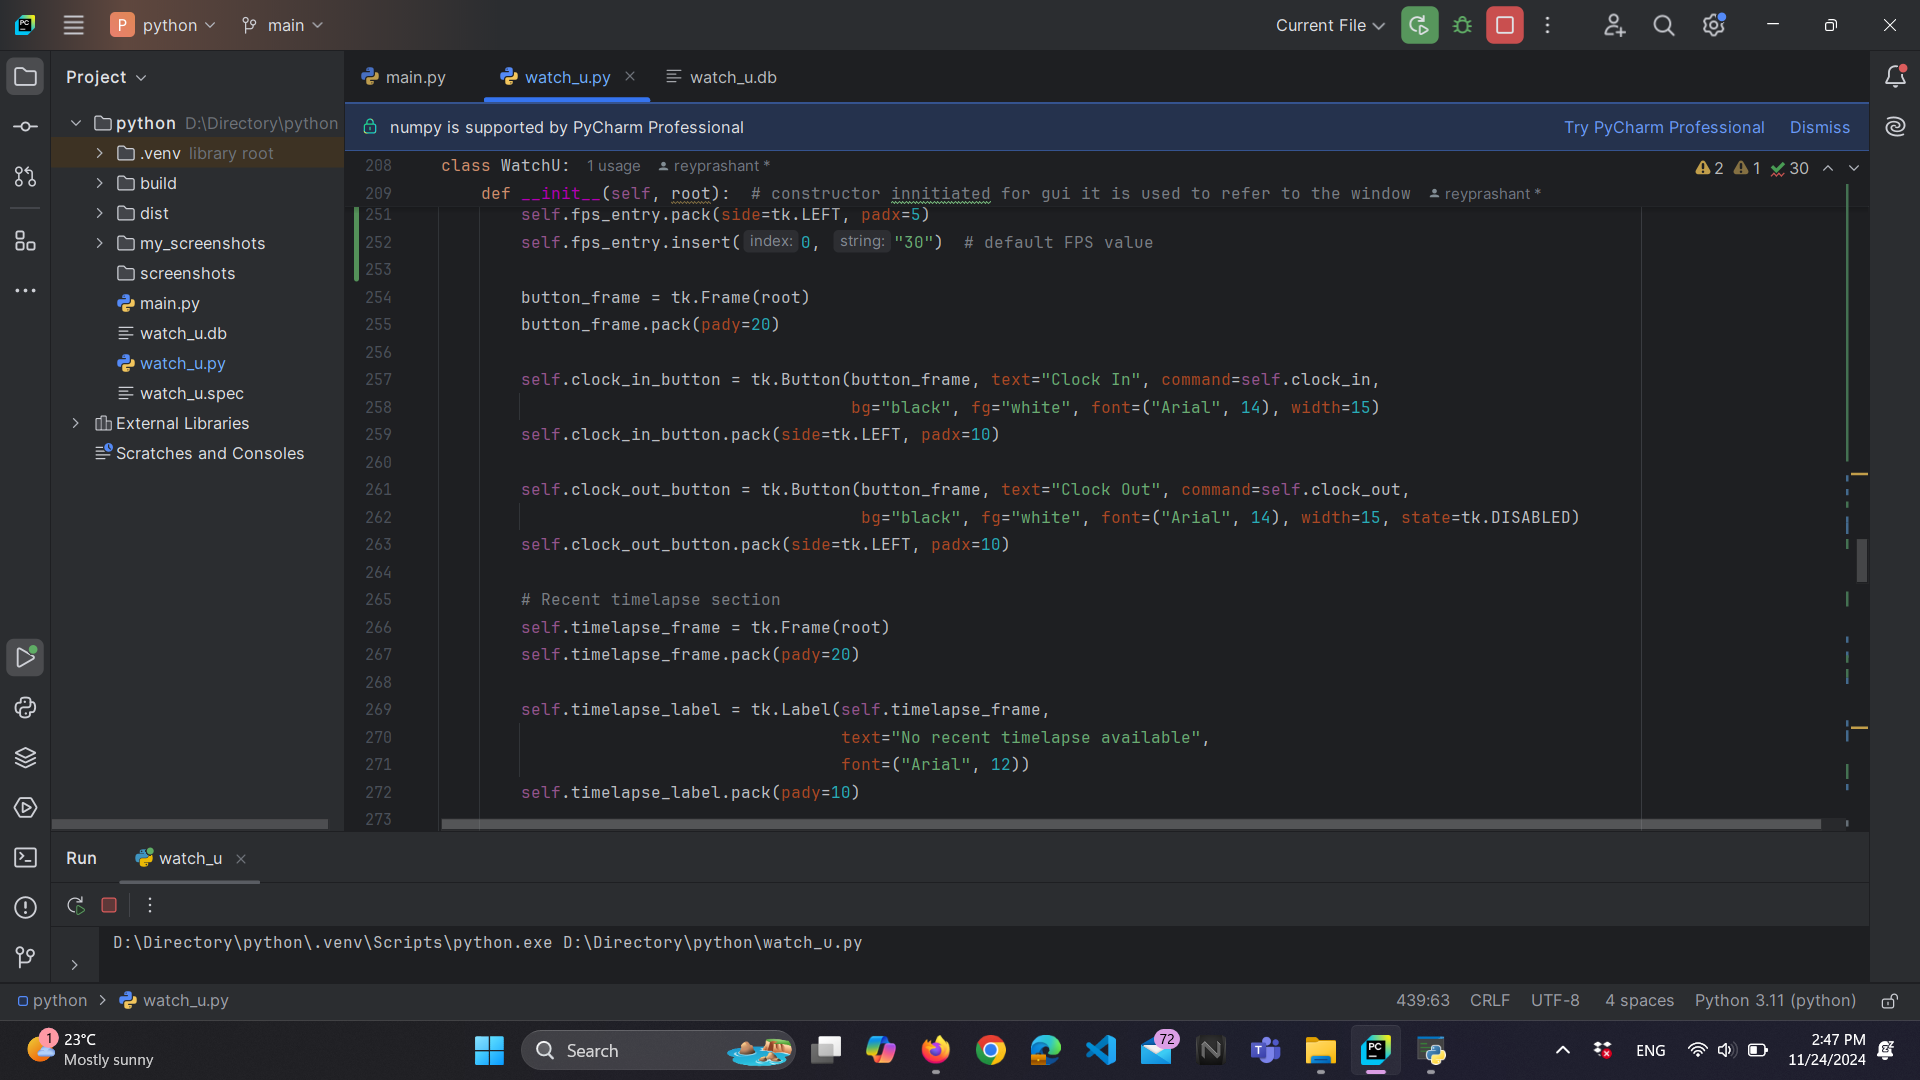 P python main Current File
Project
main.py watch_u.py watch_u.db
numpy is supported by PyCharm Professional Try PyCharm Professional Dismiss
python D:\Directory\python
.venv library root
build
dist
my_screenshots
screenshots
main.py
watch_u.db
watch_u.py
watch_u.spec
External Libraries
Scratches and Consoles
208 class WatchU: 1 usage reyprashant *
2 1 30
209 def __init__(self, root): # constructor innitiated for gui it is used to refer to the window reyprashant *
251 self.fps_entry.pack(side=tk.LEFT, padx=5)
252 self.fps_entry.insert( index: 0, string: "30") # default FPS value
253
254 button_frame = tk.Frame(root)
255 button_frame.pack(pady=20)
256
257 self.clock_in_button = tk.Button(button_frame, text="Clock In", command=self.clock_in,
258 bg="black", fg="white", font=("Arial", 14), width=15)
259 self.clock_in_button.pack(side=tk.LEFT, padx=10)
260
261 self.clock_out_button = tk.Button(button_frame, text="Clock Out", command=self.clock_out,
262 bg="black", fg="white", font=("Arial", 14), width=15, state=tk.DISABLED)
263 self.clock_out_button.pack(side=tk.LEFT, padx=10)
264
265 # Recent timelapse section
266 self.timelapse_frame = tk.Frame(root)
267 self.timelapse_frame.pack(pady=20)
268
269 self.timelapse_label = tk.Label(self.timelapse_frame,
270 text="No recent timelapse available",
271 font=("Arial", 12))
272 self.timelapse_label.pack(pady=10)
273
Run watch_u
D:\Directory\python\.venv\Scripts\python.exe D:\Directory\python\watch_u.py
python watch_u.py 439:63 CRLF UTF-8 4 spaces Python 3.11 (python)
1 23°C
Mostly sunny
Search
72
ENG
2:47 PM
11/24/2024